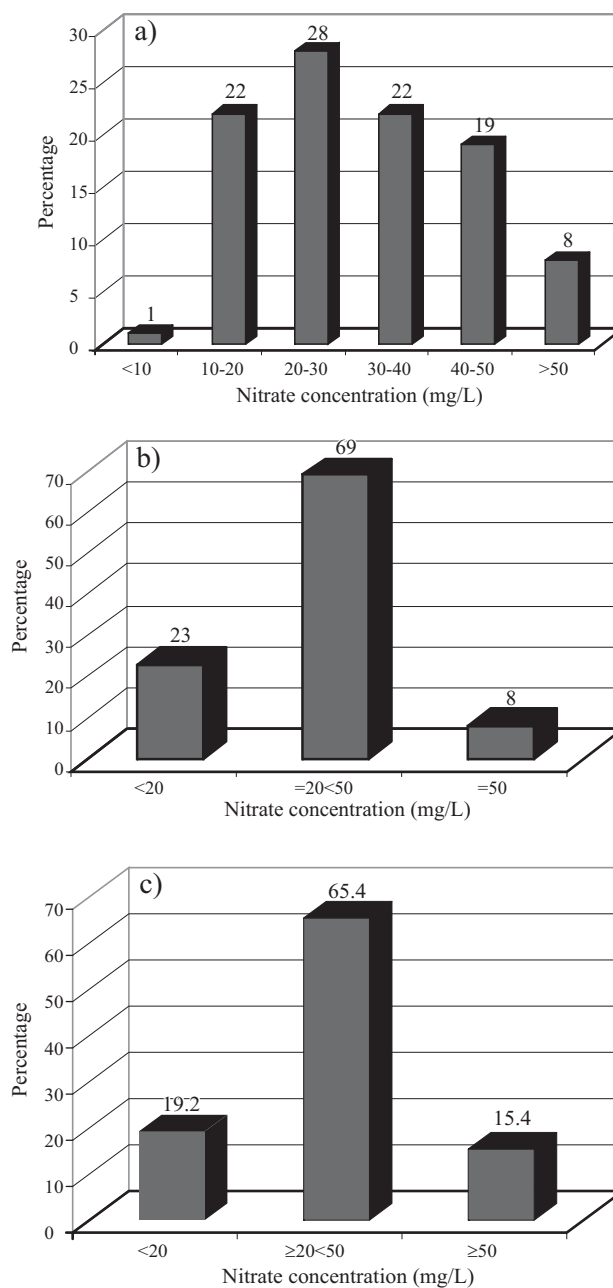 a)
30
25
20
15
10
5
0
Percentage
1
22
28
22
19
8
<10 10-20 20-30 30-40 40-50 >50
Nitrate concentration (mg/L)
b)
70
60
50
40
30
20
10
0
Percentage
23
69
8
<20 =20<50 =50
Nitrate concentration (mg/L)
c)
70
60
50
40
30
20
10
0
Percentage
19.2
65.4
15.4
<20 ≥20<50 ≥50
Nitrate concentration (mg/L)